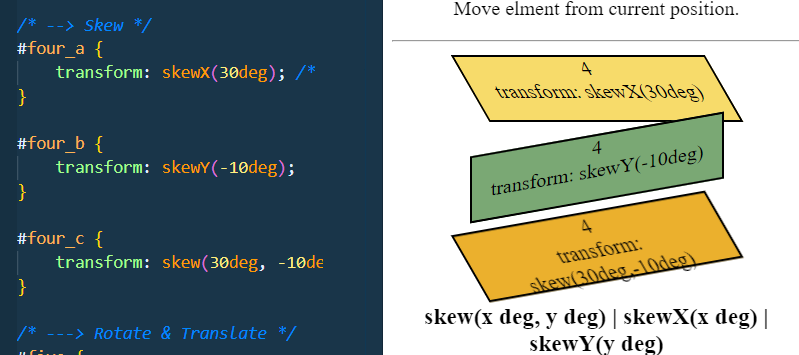 /* --> Skew */
#four_a {
transform: skewX(30deg); /*
}
#four_b {
transform: skewY(-10deg);
}
#four_c {
transform: skew(30deg, -10de
}
/* ---> Rotate & Translate */
#five {
Move elment from current position.
4
transform: skewX(30deg)
4
transform: skewY(-10deg)
4
transform:
skew(30deg,-10deg)
skew(x deg, y deg) | skewX(x deg) |
skewY(y deg)